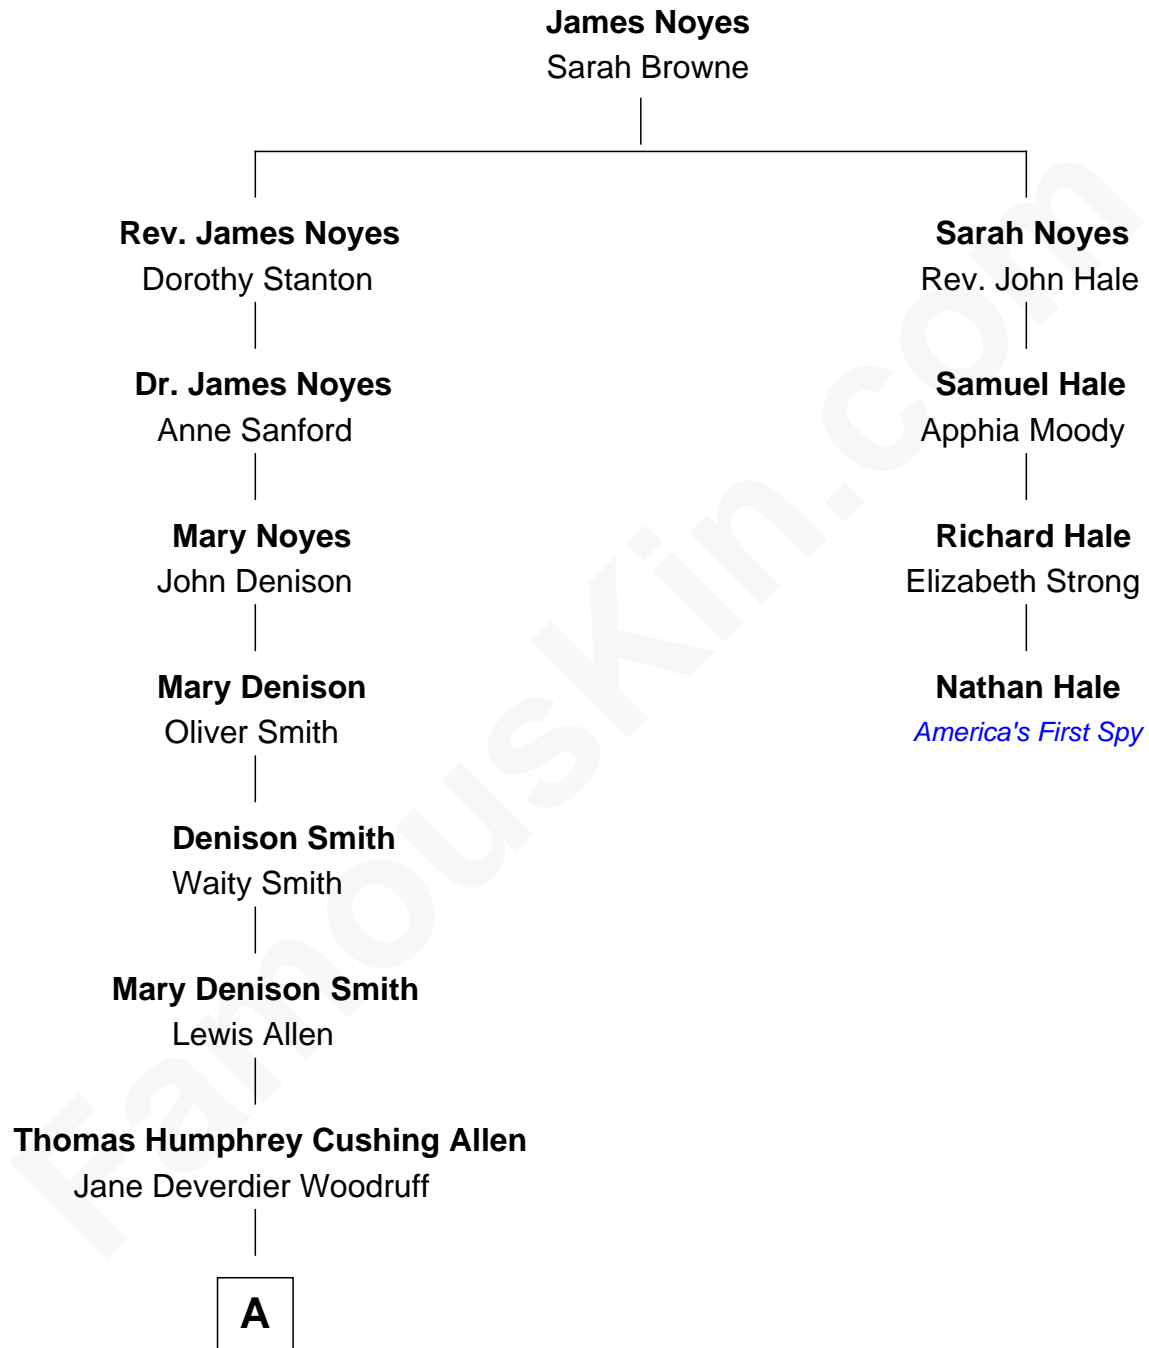 James Noyes
Sarah Browne
Rev. James Noyes
Dorothy Stanton
Sarah Noyes
Rev. John Hale
Dr. James Noyes
Anne Sanford
Samuel Hale
Apphia Moody
Mary Noyes
John Denison
Richard Hale
Elizabeth Strong
Mary Denison
Oliver Smith
Nathan Hale
America's First Spy
Denison Smith
Waity Smith
Mary Denison Smith
Lewis Allen
Thomas Humphrey Cushing Allen
Jane Deverdier Woodruff
A
FamousKin.com